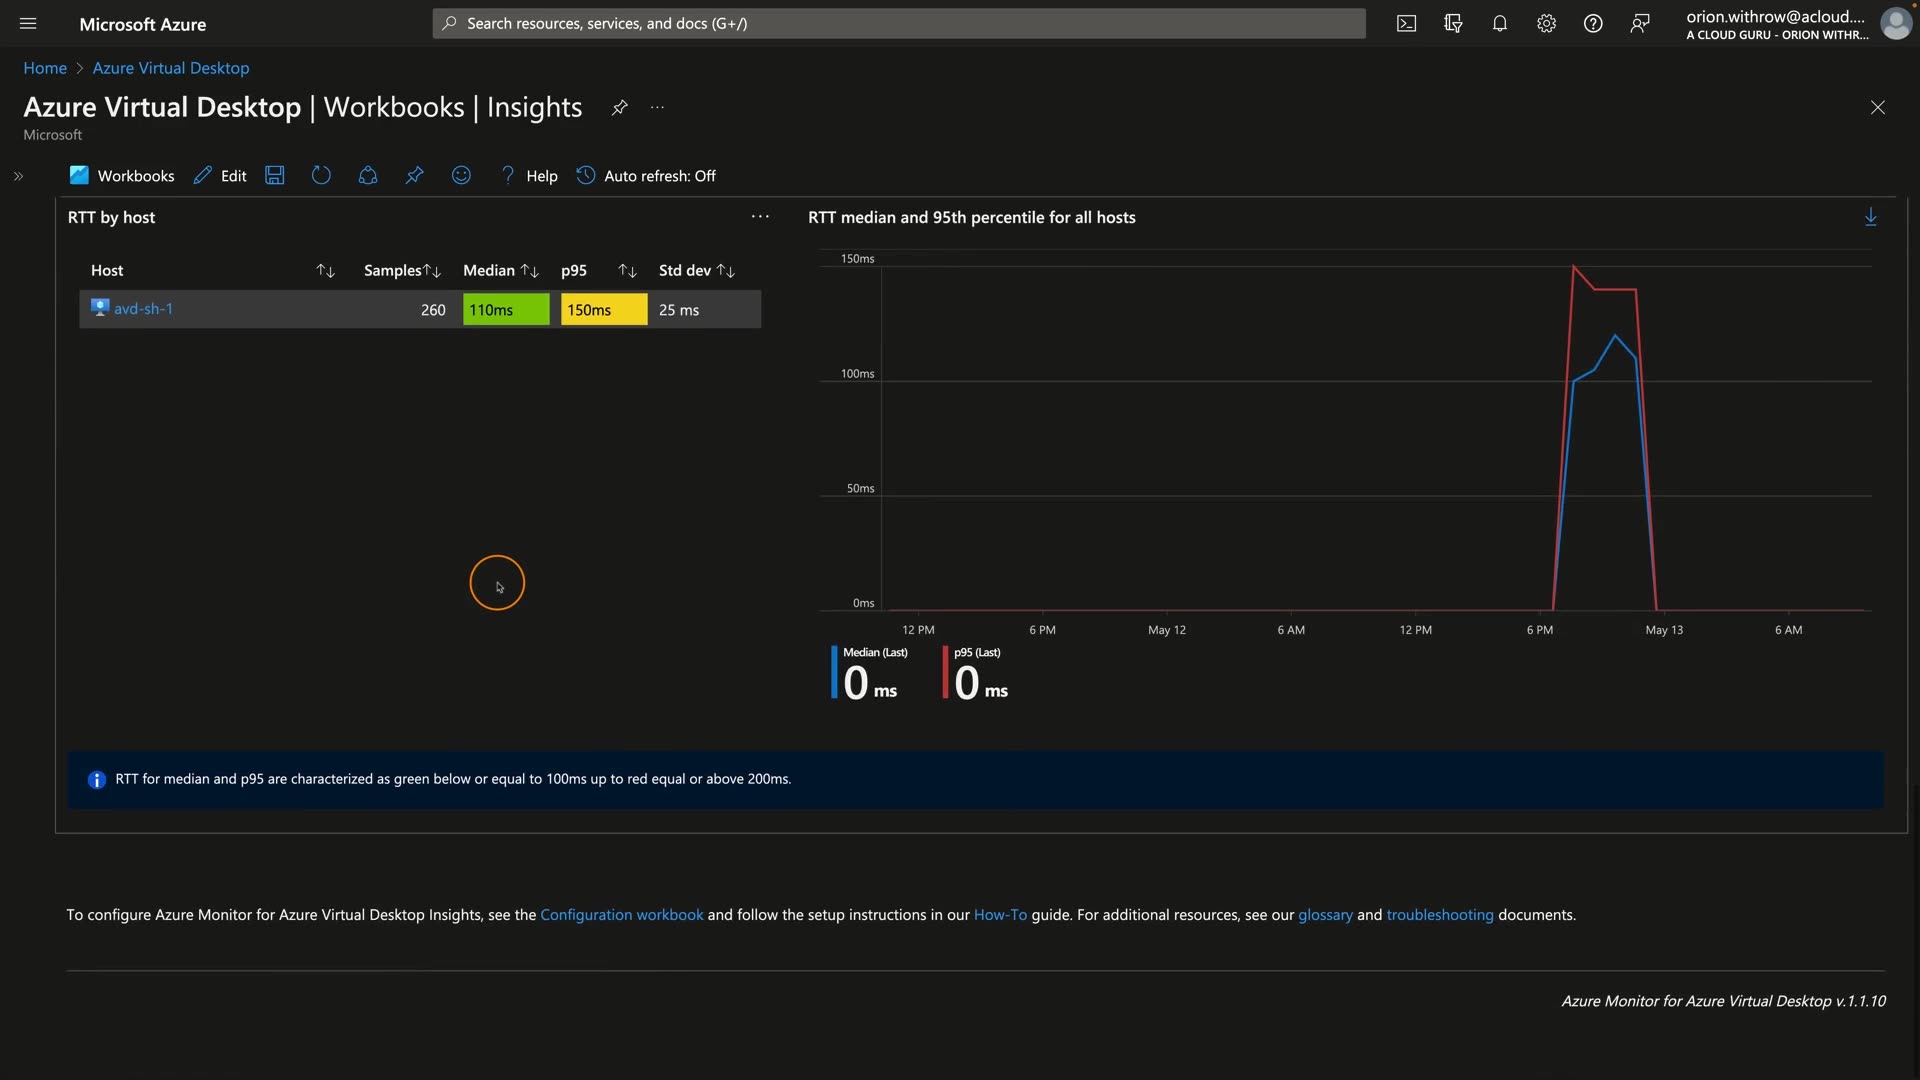 Microsoft Azure
Search resources, services, and docs (G+/)
orion.withrow@acloud....
A CLOUD GURU - ORION WITHR...
Home > Azure Virtual Desktop
Azure Virtual Desktop | Workbooks | Insights
Microsoft
Workbooks Edit Help Auto refresh: Off
RTT by host
Host Samples Median p95 Std dev
avd-sh-1 260 110ms 150ms 25 ms
RTT median and 95th percentile for all hosts
150ms
100ms
50ms
0ms
12 PM 6 PM May 12 6 AM 12 PM 6 PM May 13 6 AM
Median (Last)
0 ms
p95 (Last)
0 ms
RTT for median and p95 are characterized as green below or equal to 100ms up to red equal or above 200ms.
To configure Azure Monitor for Azure Virtual Desktop Insights, see the Configuration workbook and follow the setup instructions in our How-To guide. For additional resources, see our glossary and troubleshooting documents.
Azure Monitor for Azure Virtual Desktop v.1.1.10